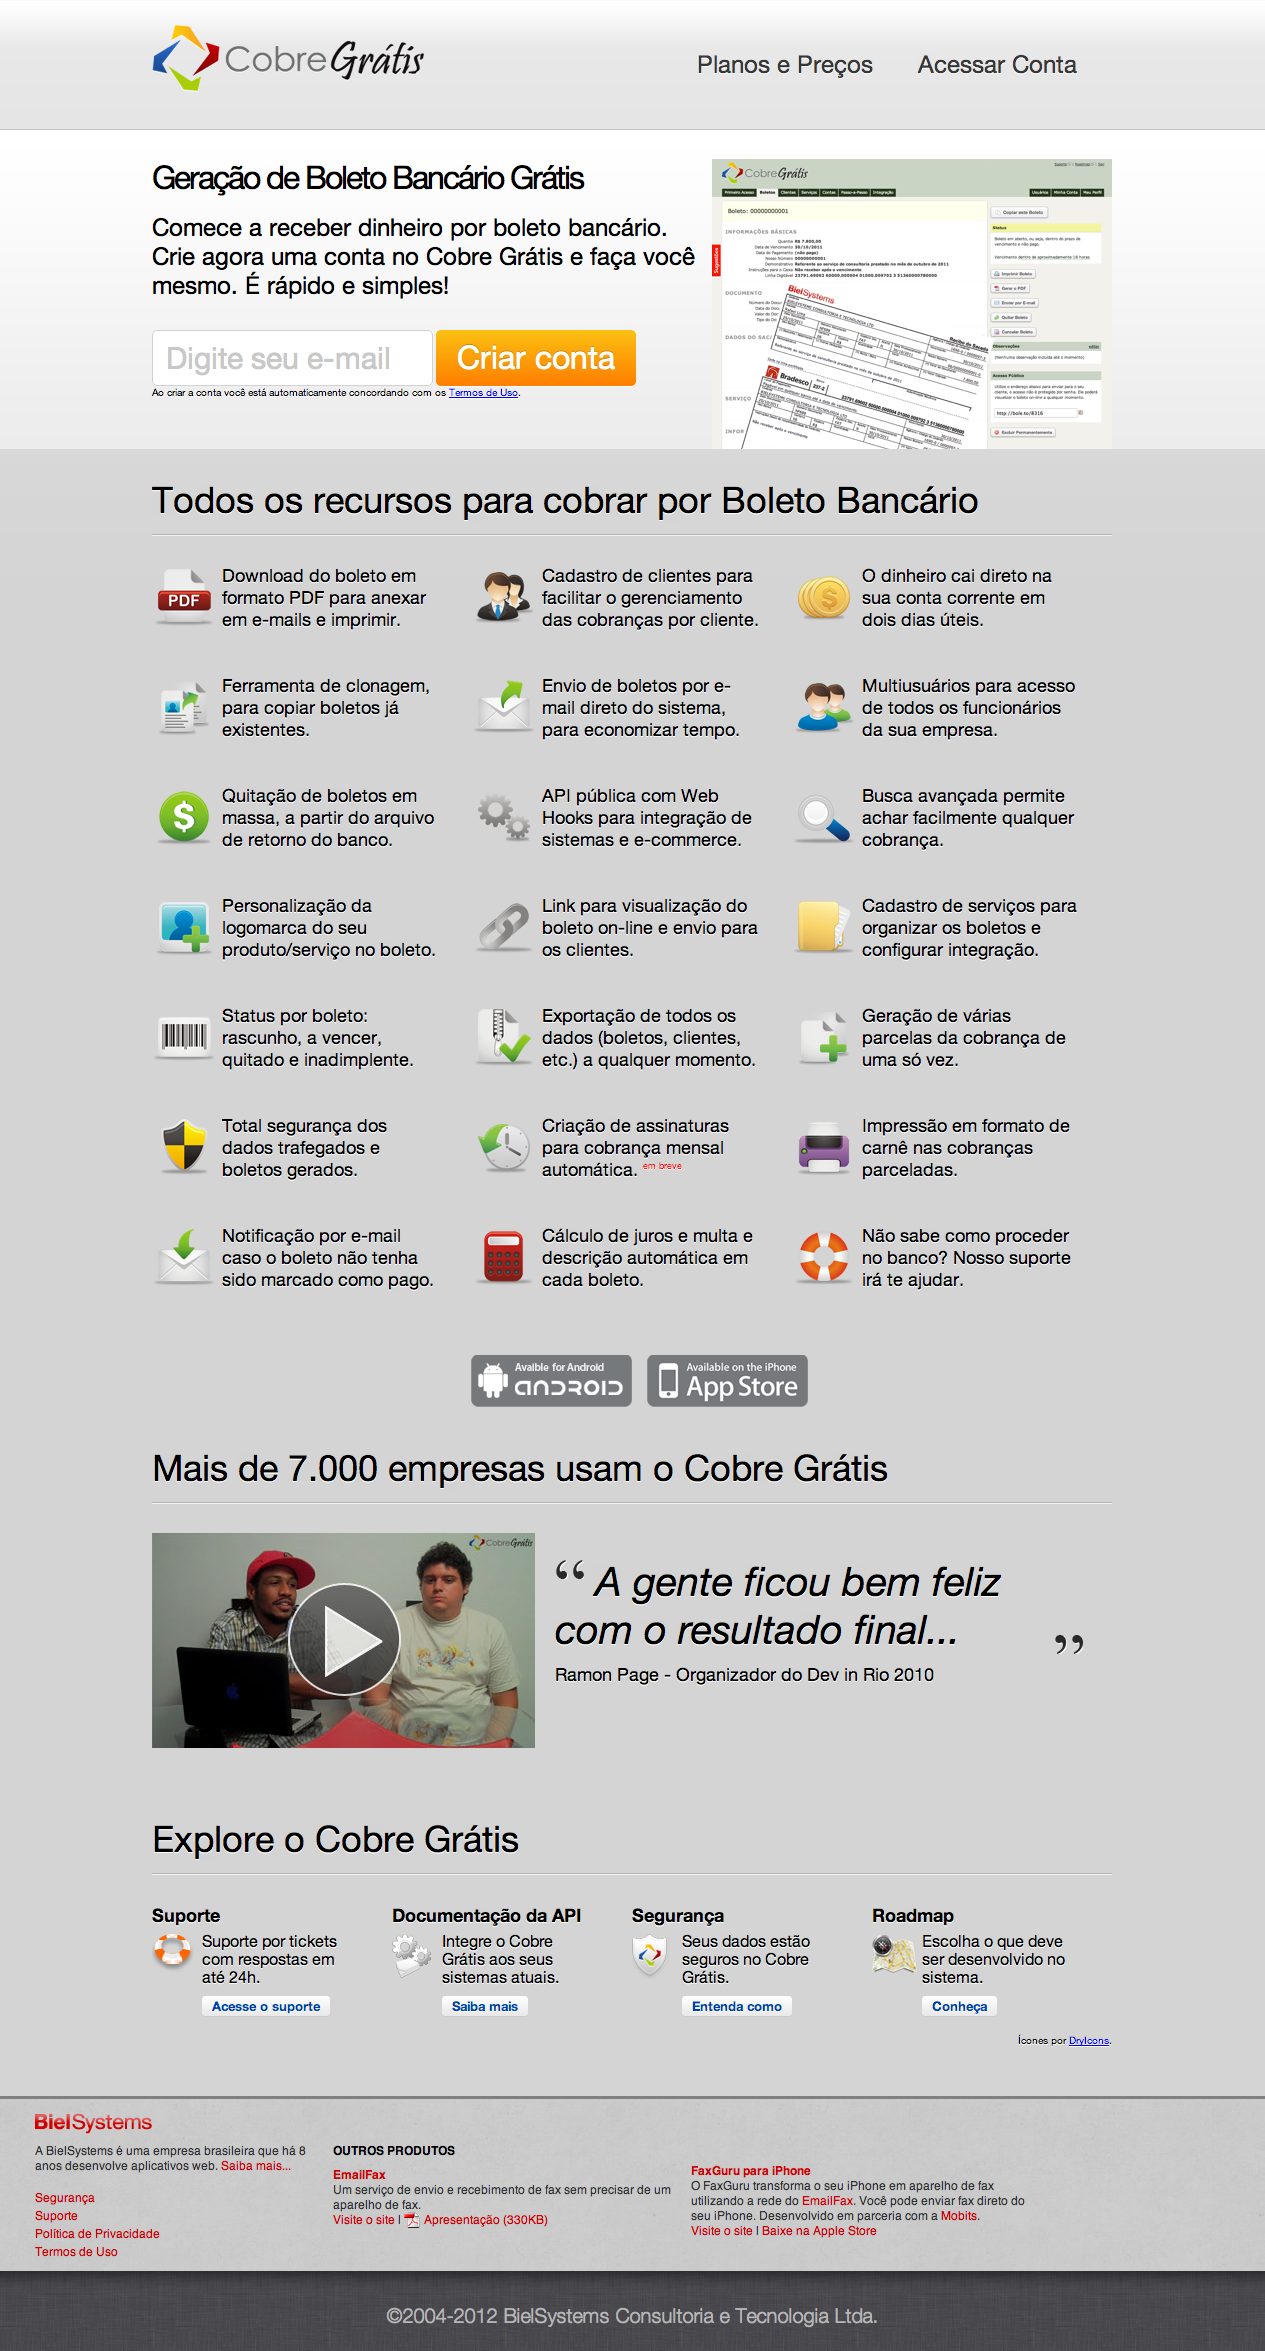 CobreGrátis
Planos e Preços
Acessar Conta
Geração de Boleto Bancário Grátis
Comece a receber dinheiro por boleto bancário.
Crie agora uma conta no Cobre Grátis e faça você
mesmo. É rápido e simples!
Digite seu e-mail
Criar conta
Ao criar a conta você está automaticamente concordando com os Termos de Uso.
CobreGrátis
Boleto: 00000000001
INFORMAÇÕES BÁSICAS
DOCUMENTO
BielSystems
Bradesco
Todos os recursos para cobrar por Boleto Bancário
PDF
Download do boleto em
formato PDF para anexar
em e-mails e imprimir.
Cadastro de clientes para
facilitar o gerenciamento
das cobranças por cliente.
O dinheiro cai direto na
sua conta corrente em
dois dias úteis.
Ferramenta de clonagem,
para copiar boletos já
existentes.
Envio de boletos por e-
mail direto do sistema,
para economizar tempo.
Multiusuários para acesso
de todos os funcionários
da sua empresa.
Quitação de boletos em
massa, a partir do arquivo
de retorno do banco.
API pública com Web
Hooks para integração de
sistemas e e-commerce.
Busca avançada permite
achar facilmente qualquer
cobrança.
Personalização da
logomarca do seu
produto/serviço no boleto.
Link para visualização do
boleto on-line e envio para
os clientes.
Cadastro de serviços para
organizar os boletos e
configurar integração.
Status por boleto:
rascunho, a vencer,
quitado e inadimplente.
Exportação de todos os
dados (boletos, clientes,
etc.) a qualquer momento.
Geração de várias
parcelas da cobrança de
uma só vez.
Total segurança dos
dados trafegados e
boletos gerados.
Criação de assinaturas
para cobrança mensal
automática. em breve
Impressão em formato de
carnê nas cobranças
parceladas.
Notificação por e-mail
caso o boleto não tenha
sido marcado como pago.
Cálculo de juros e multa e
descrição automática em
cada boleto.
Não sabe como proceder
no banco? Nosso suporte
irá te ajudar.
Avaible for Android
ANDROID
Available on the iPhone
App Store
Mais de 7.000 empresas usam o Cobre Grátis
CobreGrátis
“ A gente ficou bem feliz
com o resultado final... ”
Ramon Page - Organizador do Dev in Rio 2010
Explore o Cobre Grátis
Suporte
Suporte por tickets
com respostas em
até 24h.
Acesse o suporte
Documentação da API
Integre o Cobre
Grátis aos seus
sistemas atuais.
Saiba mais
Segurança
Seus dados estão
seguros no Cobre
Grátis.
Entenda como
Roadmap
Escolha o que deve
ser desenvolvido no
sistema.
Conheça
Ícones por DryIcons.
BielSystems
A BielSystems é uma empresa brasileira que há 8
anos desenvolve aplicativos web. Saiba mais...
Segurança
Suporte
Política de Privacidade
Termos de Uso
OUTROS PRODUTOS
EmailFax
Um serviço de envio e recebimento de fax sem precisar de um
aparelho de fax.
Visite o site | Apresentação (330KB)
FaxGuru para iPhone
O FaxGuru transforma o seu iPhone em aparelho de fax
utilizando a rede do EmailFax. Você pode enviar fax direto do
seu iPhone. Desenvolvido em parceria com a Mobits.
Visite o site | Baixe na Apple Store
©2004-2012 BielSystems Consultoria e Tecnologia Ltda.